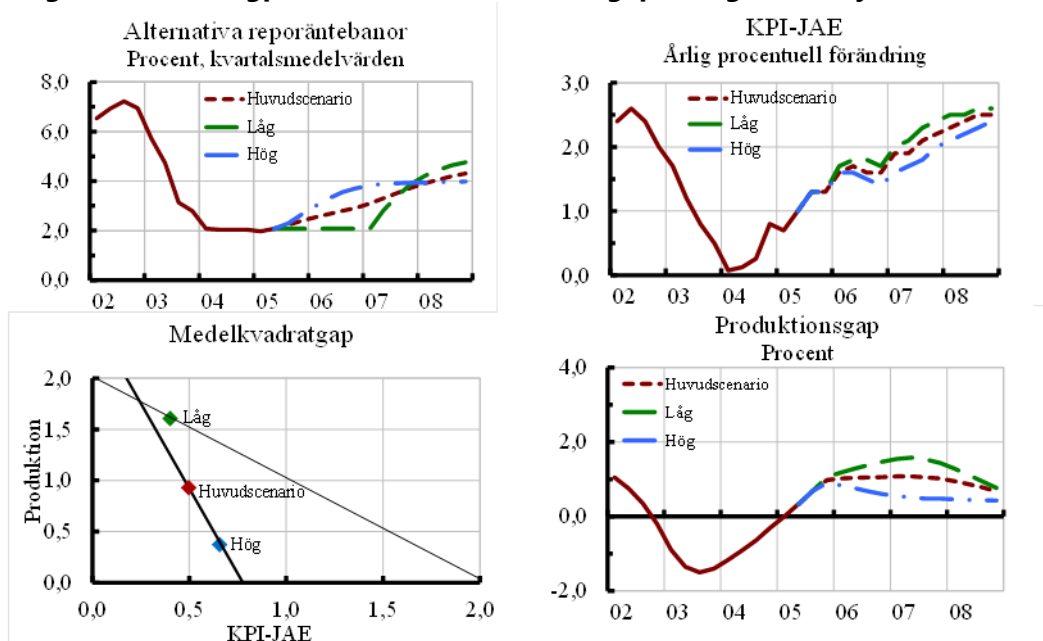 Alternativa reporäntebanor
Procent, kvartalsmedelvärden
8,0
6,0
4,0
2,0
0,0
Huvudscenario
Låg
Hög
02 03 04 05 06 07 08
KPI-JAE
Årlig procentuell förändring
3,0
2,0
1,0
0,0
Huvudscenario
Låg
Hög
02 03 04 05 06 07 08
Medelkvadratgap
Produktion
2,0
1,5
1,0
0,5
0,0
Låg
Huvudscenario
Hög
0,0 0,5 1,0 1,5 2,0
KPI-JAE
Produktionsgap
Procent
4,0
2,0
0,0
-2,0
Huvudscenario
Låg
Hög
02 03 04 05 06 07 08